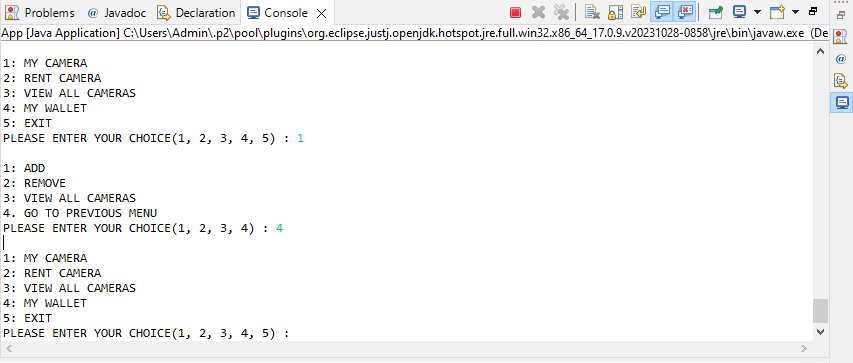 Problems @ Javadoc Declaration Console
App [Java Application] C:\Users\Admin\.p2\pool\plugins\org.eclipse.justj.openjdk.hotspot.jre.full.win32.x86_64_17.0.9.v20231028-0858\jre\bin\javaw.exe (De
1: MY CAMERA
2: RENT CAMERA
3: VIEW ALL CAMERAS
4: MY WALLET
5: EXIT
PLEASE ENTER YOUR CHOICE(1, 2, 3, 4, 5) : 1
1: ADD
2: REMOVE
3: VIEW ALL CAMERAS
4. GO TO PREVIOUS MENU
PLEASE ENTER YOUR CHOICE(1, 2, 3, 4) : 4
1: MY CAMERA
2: RENT CAMERA
3: VIEW ALL CAMERAS
4: MY WALLET
5: EXIT
PLEASE ENTER YOUR CHOICE(1, 2, 3, 4, 5) :